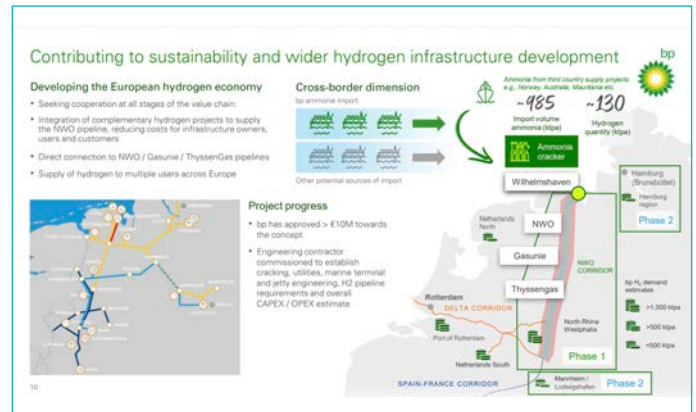 Contributing to sustainability and wider hydrogen infrastructure development
bp
Developing the European hydrogen economy
• Seeking cooperation at all stages of the value chain:
• Integration of complementary hydrogen projects to supply
the NWO pipeline, reducing costs for infrastructure owners,
users and customers
• Direct connection to NWO / Gasunie / ThyssenGas pipelines
• Supply of hydrogen to multiple users across Europe
Cross-border dimension
bp ammonia import
Other potential sources of import
Ammonia from third country supply projects
e.g., Norway, Australia, Mauritania etc.
~985
~130
Import volume
ammonia (ktpa)
Hydrogen
quantity (ktpa)
Ammonia
cracker
Wilhelmshaven
Hamburg
(Brunsbüttel)
Hamburg
region
Phase 2
Project progress
• bp has approved > €10M towards
the concept
• Engineering contractor
commissioned to establish
cracking, utilities, marine terminal
and jetty engineering, H2 pipeline
requirements and overall
CAPEX / OPEX estimate
Netherlands
North
NWO
Gasunie
Thyssengas
NWO
CORRIDOR
bp H₂ demand
estimates
>1,000 ktpa
>500 ktpa
<500 ktpa
Rotterdam
DELTA CORRIDOR
Port of Rotterdam
North Rhine
Westphalia
Netherlands South
Phase 1
SPAIN-FRANCE CORRIDOR
Mannheim /
Ludwigshafen
Phase 2
10